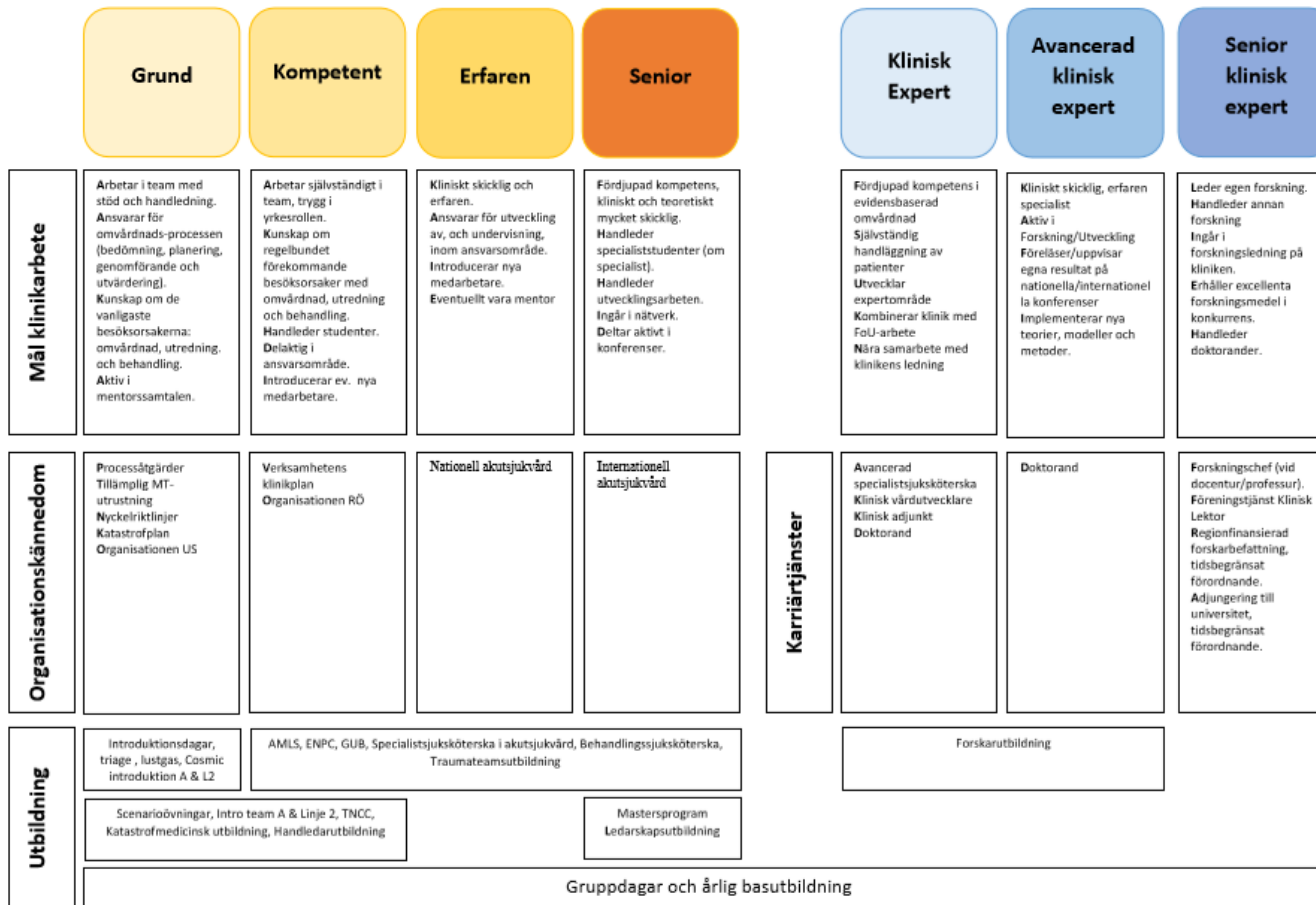 Grund
Kompetent
Erfaren
Senior
Klinisk
Expert
Avancerad
klinisk
expert
Senior
klinisk
expert
Mål klinikarbete
Arbetar i team med
stöd och handledning.
Ansvarar för
omvårdnads-processen
(bedömning, planering,
genomförande och
utvärdering).
Kunskap om de
vanligaste
besöksorsakerna:
omvårdnad, utredning.
och behandling.
Aktiv i
mentorssamtalen.
Arbetar självständigt i
team, trygg i
yrkesrollen.
Kunskap om
regelbundet
förekommande
besöksorsaker med
omvårdnad, utredning
och behandling.
Handleder studenter.
Delaktig i
ansvarsområde.
Introducerar ev. nya
medarbetare.
Kliniskt skicklig och
erfaren.
Ansvarar för utveckling
av, och undervisning,
inom ansvarsområde.
Introducerar nya
medarbetare.
Eventuellt vara mentor
Fördjupad kompetens,
kliniskt och teoretiskt
mycket skicklig.
Handleder
specialiststudenter (om
specialist).
Handleder
utvecklingsarbeten.
Ingår i nätverk.
Deltar aktivt i
konferenser.
Fördjupad kompetens i
evidensbaserad
omvårdnad
Självständig
handläggning av
patienter
Utvecklar
expertområde
Kombinerar klinik med
FoU-arbete
Nära samarbete med
klinikens ledning
Kliniskt skicklig, erfaren
specialist
Aktiv i
Forskning/Utveckling
Föreläser/uppvisar
egna resultat på
nationella/internationel
la konferenser
Implementerar nya
teorier, modeller och
metoder.
Leder egen forskning.
Handleder annan
forskning
Ingår i
forskningsledning på
kliniken.
Erhåller excellenta
forskningsmedel i
konkurrens.
Handleder
doktorander.
Organisationskännedom
Processåtgärder
Tillämplig MT-
utrustning
Nyckelriktlinjer
Katastrofplan
Organisationen US
Verksamhetens
klinikplan
Organisationen RÖ
Nationell akutsjukvård
Internationell
akutsjukvård
Karriärtjänster
Avancerad
specialistsjuksköterska
Klinisk vårdutvecklare
Klinisk adjunkt
Doktorand
Doktorand
Forskningschef (vid
docentur/professur).
Föreningstjänst Klinisk
Lektor
Regionfinansierad
forskarbefattning,
tidsbegränsat
förordnande.
Adjungering till
universitet,
tidsbegränsat
förordnande.
Utbildning
Introduktionsdagar,
triage , lustgas, Cosmic
introduktion A & L2
AMLS, ENPC, GUB, Specialistsjuksköterska i akutsjukvård, Behandlingssjuksköterska,
Traumateamsutbildning
Forskarutbildning
Scenarioövningar, Intro team A & Linje 2, TNCC,
Katastrofmedicinsk utbildning, Handledarutbildning
Mastersprogram
Ledarskapsutbildning
Gruppdagar och årlig basutbildning